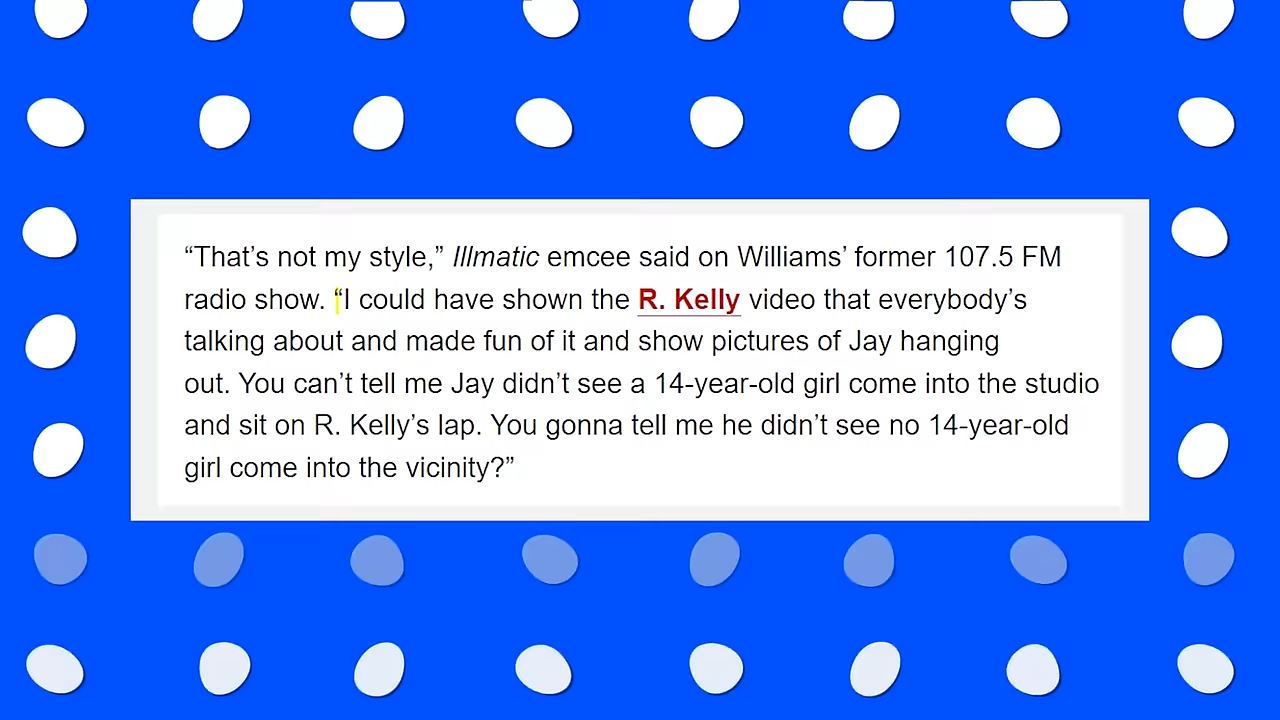 “That’s not my style,” Illmatic emcee said on Williams’ former 107.5 FM
radio show. “I could have shown the R. Kelly video that everybody’s
talking about and made fun of it and show pictures of Jay hanging
out. You can’t tell me Jay didn’t see a 14-year-old girl come into the studio
and sit on R. Kelly’s lap. You gonna tell me he didn’t see no 14-year-old
girl come into the vicinity?”